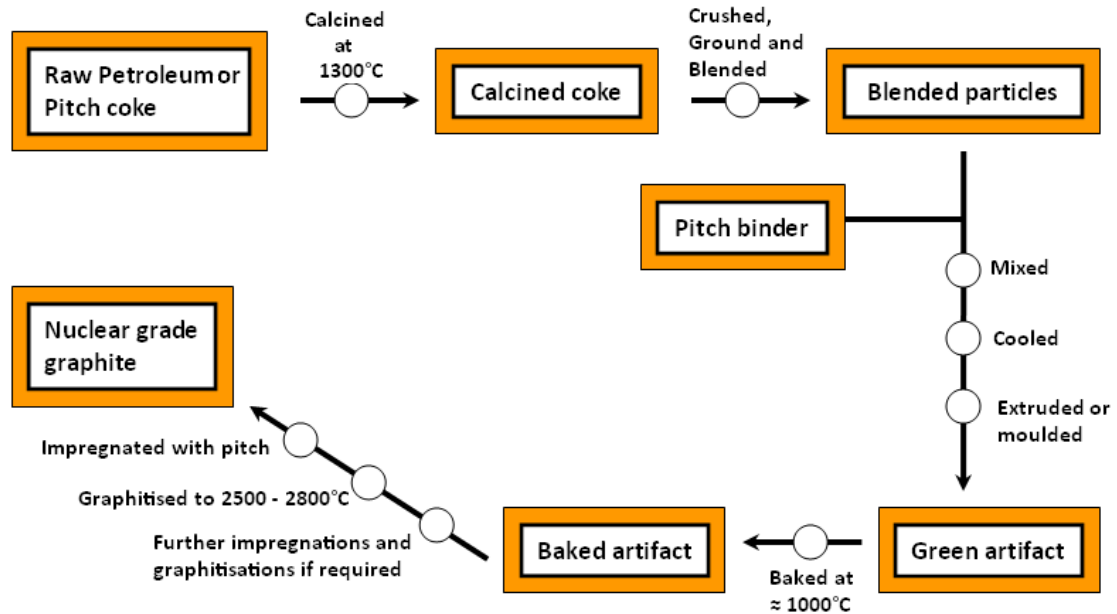 Raw Petroleum or
Pitch coke
Calcined
at
1300°C
Calcined coke
Crushed,
Ground and
Blended
Blended particles
Pitch binder
Mixed
Cooled
Extruded or
moulded
Green artifact
Baked at
≈ 1000°C
Baked artifact
Further impregnations and
graphitisations if required
Graphitised to 2500 - 2800°C
Impregnated with pitch
Nuclear grade
graphite